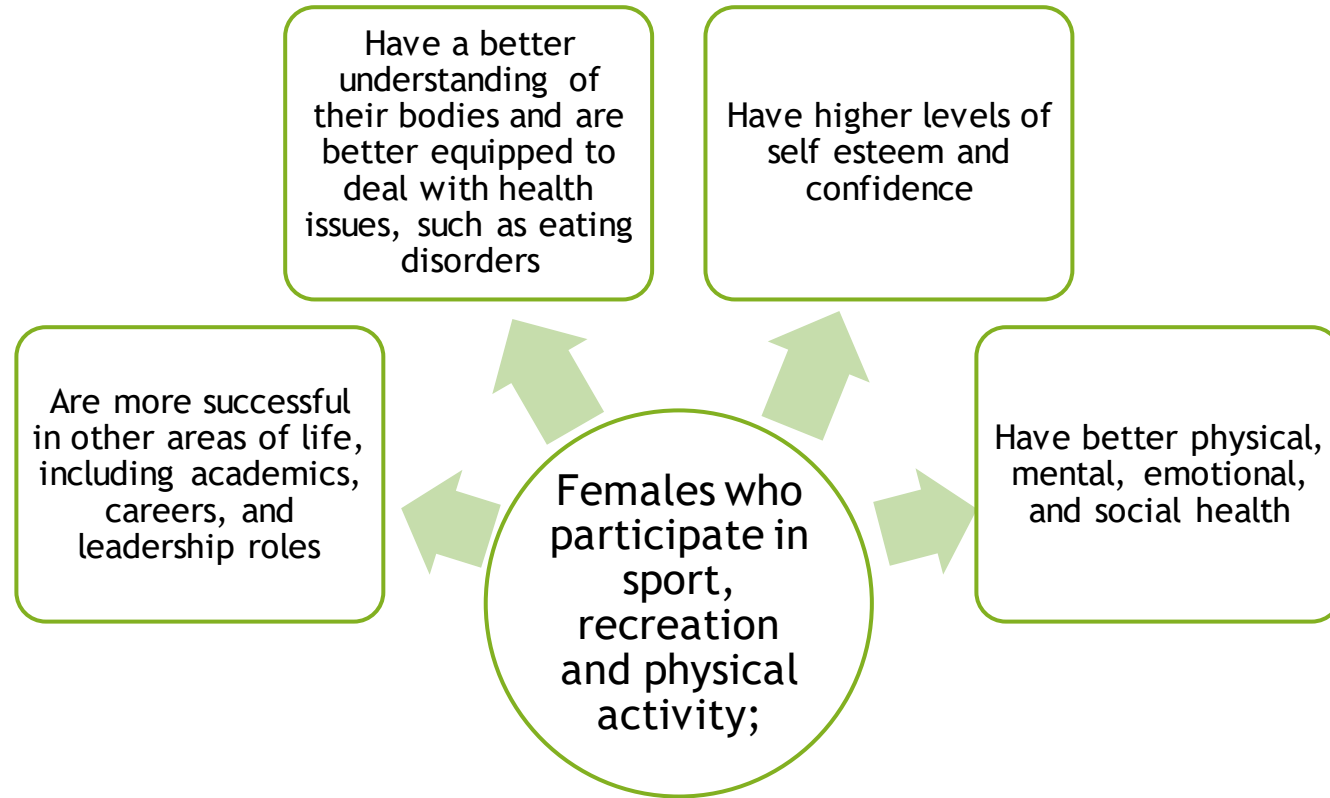 Have a better
understanding of
their bodies and are
better equipped to
deal with health
issues, such as eating
disorders
Have higher levels of
self esteem and
confidence
Are more successful
in other areas of life,
including academics,
careers, and
leadership roles
Have better physical,
mental, emotional,
and social health
Females who
participate in
sport,
recreation
and physical
activity;